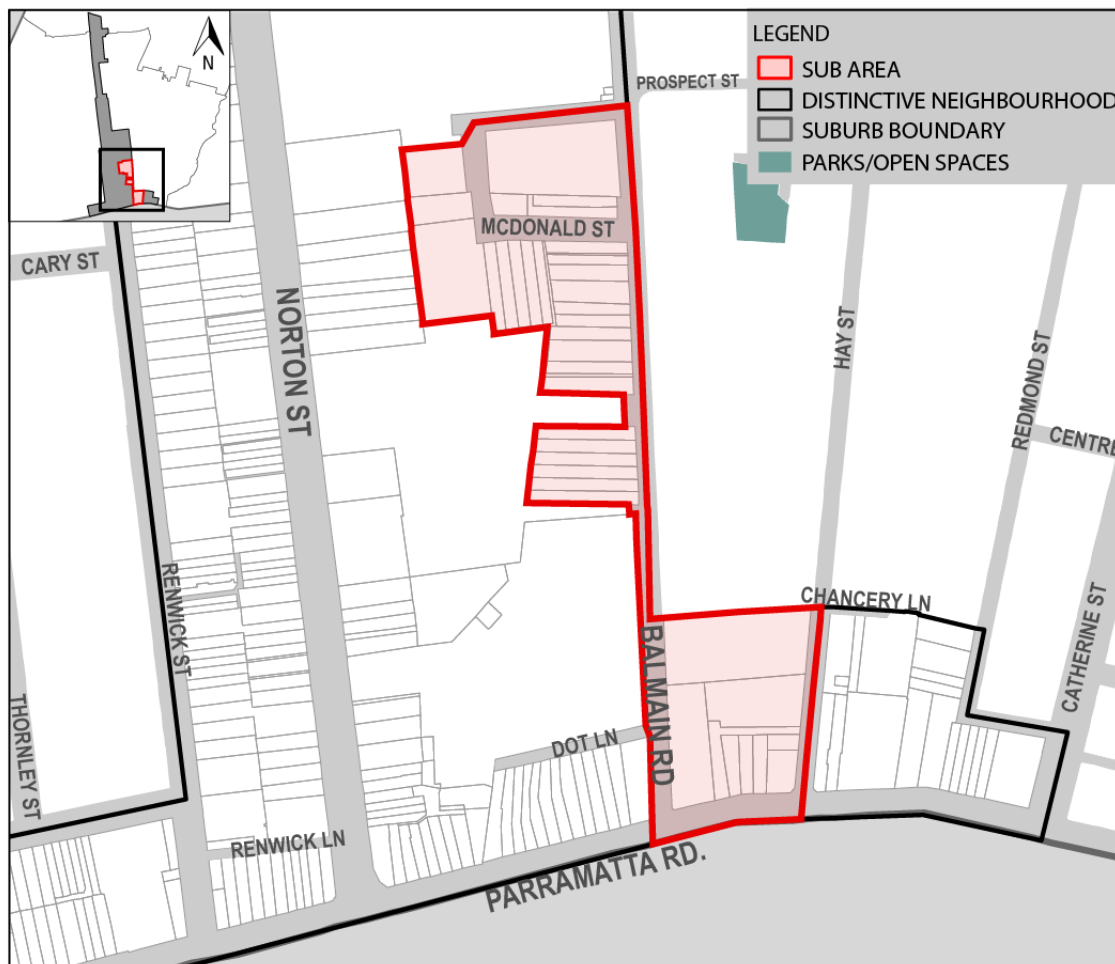 N
LEGEND
SUB AREA
DISTINCTIVE NEIGHBOURHOOD
SUBURB BOUNDARY
PARKS/OPEN SPACES
PROSPECT ST
MCDONALD ST
CARY ST
NORTON ST
HAY ST
REDMOND ST
CENTRE
RENWICK ST
CHANCERY LN
CATHERINE ST
THORNLEY ST
BALMAIN RD
DOT LN
RENWICK LN
PARRAMATTA RD.